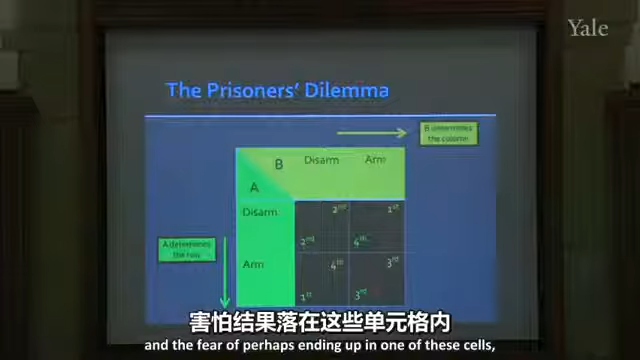 Yale
The Prisoners' Dilemma
B determines
the column
B
Disarm
Arm
A
Disarm
2nd
1st
2nd
4th
A determines
the row
Arm
4th
3rd
1st
3rd
害怕结果落在这些单元格内
and the fear of perhaps ending up in one of these cells,